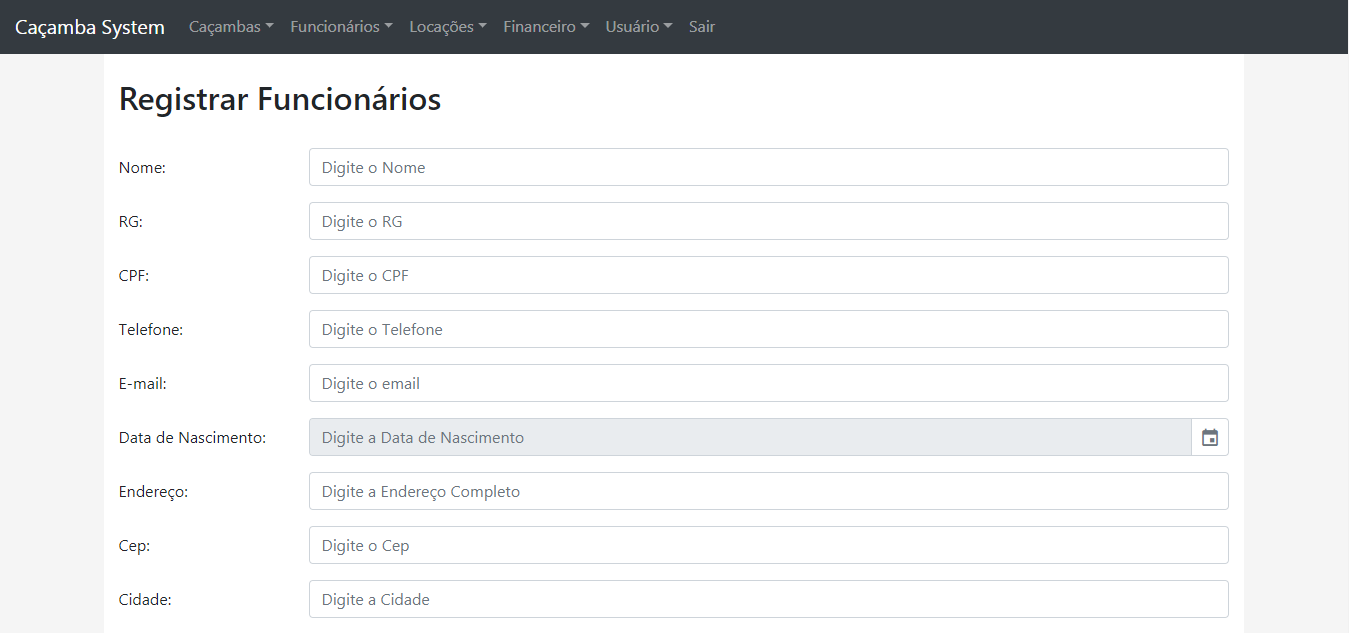 Caçamba System Caçambas Funcionários Locações Financeiro Usuário Sair
Registrar Funcionários
Nome: Digite o Nome
RG: Digite o RG
CPF: Digite o CPF
Telefone: Digite o Telefone
E-mail: Digite o email
Data de Nascimento: Digite a Data de Nascimento
Endereço: Digite a Endereço Completo
Cep: Digite o Cep
Cidade: Digite a Cidade